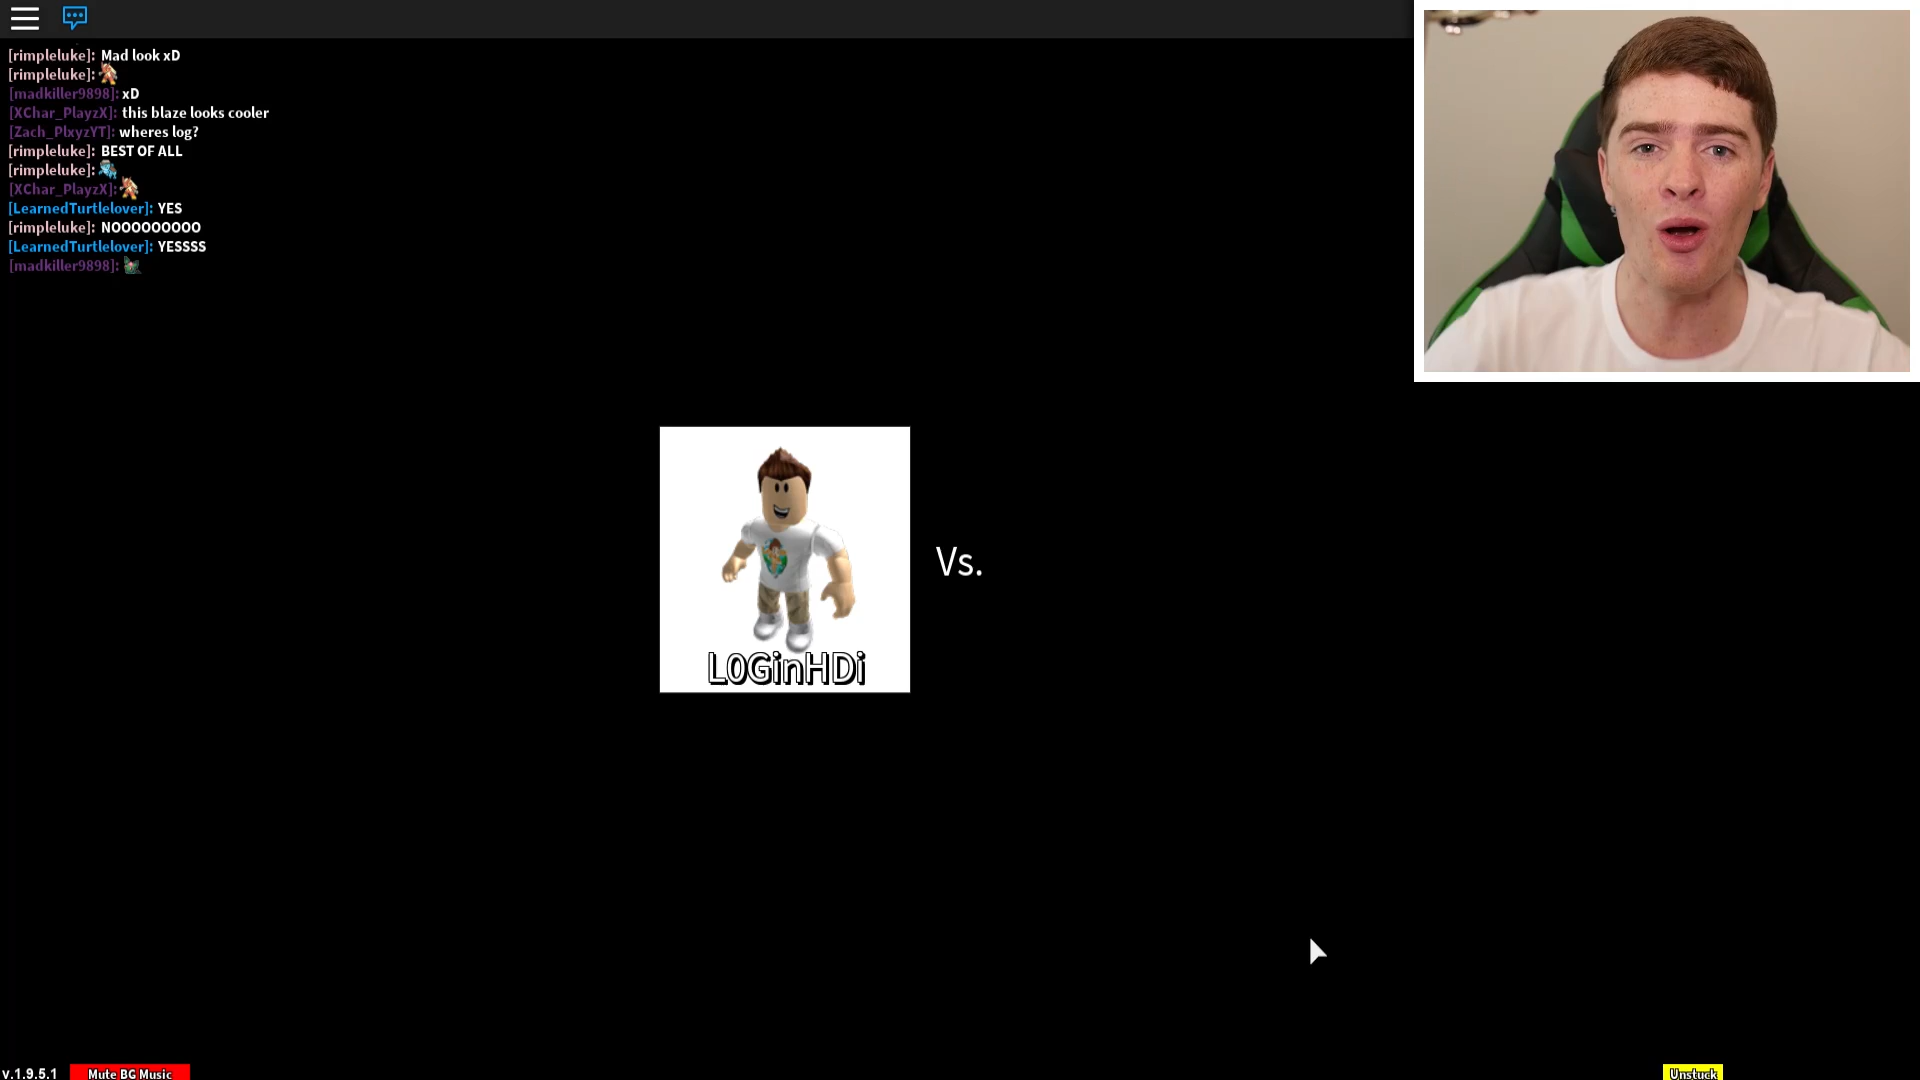 [rimpleluke]: Mad look xD
[rimpleluke]:
[madkiller9898]: xD
[XChar_PlayzX]: this blaze looks cooler
[Zach_PlxyzYT]: wheres log?
[rimpleluke]: BEST OF ALL
[rimpleluke]:
[XChar_PlayzX]:
[LearnedTurtlelover]: YES
[rimpleluke]: NOOOOOOOOO
[LearnedTurtlelover]: YESSSS
[madkiller9898]:
Vs.
L0GinHDi
v.1.9.5.1
Mute BG Music
Unstuck